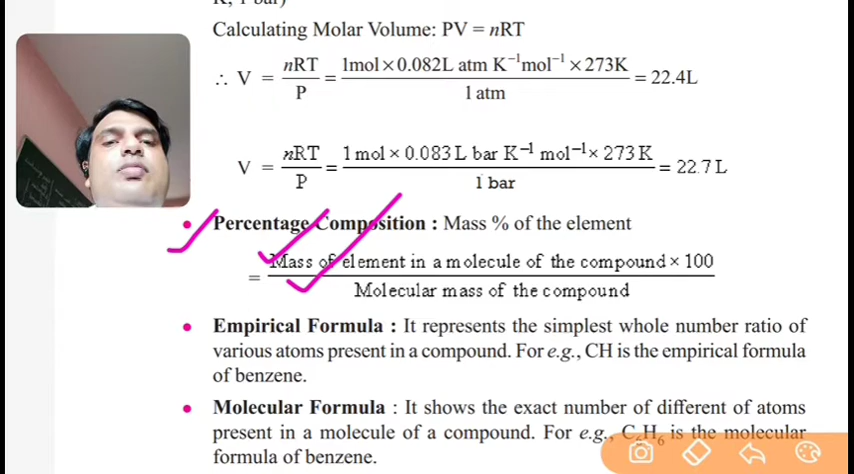 K, 1 bar)
Calculating Molar Volume: PV = nRT
∴ V = nRT/P = 1mol × 0.082L atm K⁻¹mol⁻¹ × 273K / 1 atm = 22.4L
V = nRT/P = 1 mol × 0.083 L bar K⁻¹ mol⁻¹ × 273 K / 1 bar = 22.7 L
• Percentage Composition : Mass % of the element
= Mass of element in a molecule of the compound × 100 / Molecular mass of the compound
• Empirical Formula : It represents the simplest whole number ratio of
various atoms present in a compound. For e.g., CH is the empirical formula
of benzene.
• Molecular Formula : It shows the exact number of different of atoms
present in a molecule of a compound. For e.g., C₆H₆ is the molecular
formula of benzene.